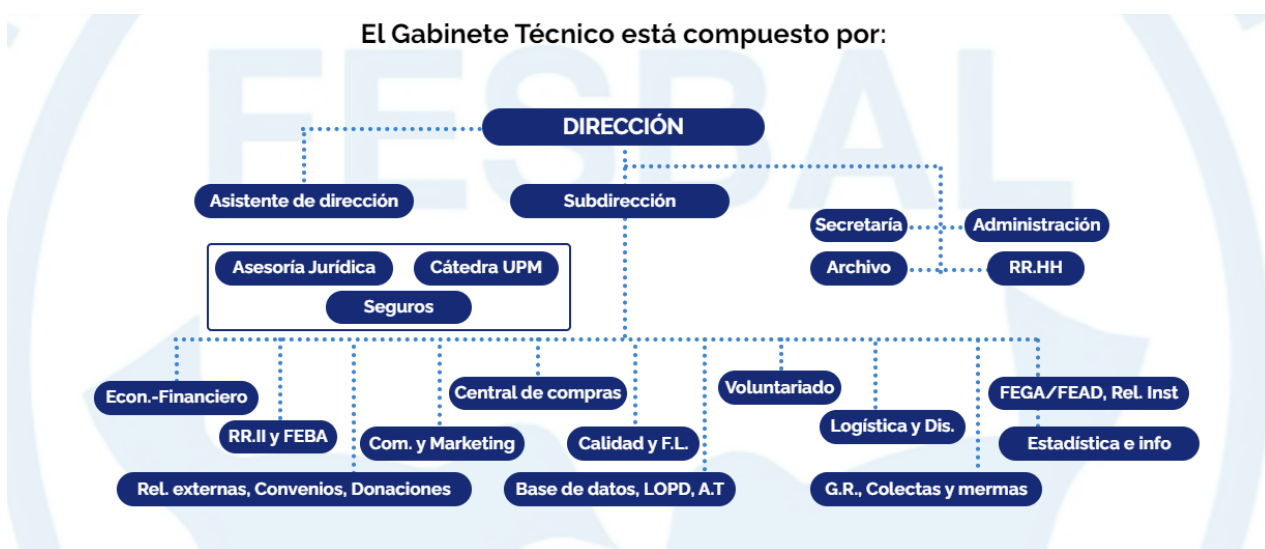 El Gabinete Técnico está compuesto por:
FESBAL
DIRECCIÓN
Asistente de dirección
Subdirección
Secretaría
Administración
Archivo
RR.HH
Asesoría Jurídica
Cátedra UPM
Seguros
Econ.-Financiero
Central de compras
Voluntariado
FEGA/FEAD, Rel. Inst
RR.II y FEBA
Com. y Marketing
Calidad y F.L.
Logística y Dis.
Estadística e info
Rel. externas, Convenios, Donaciones
Base de datos, LOPD, A.T
G.R., Colectas y mermas